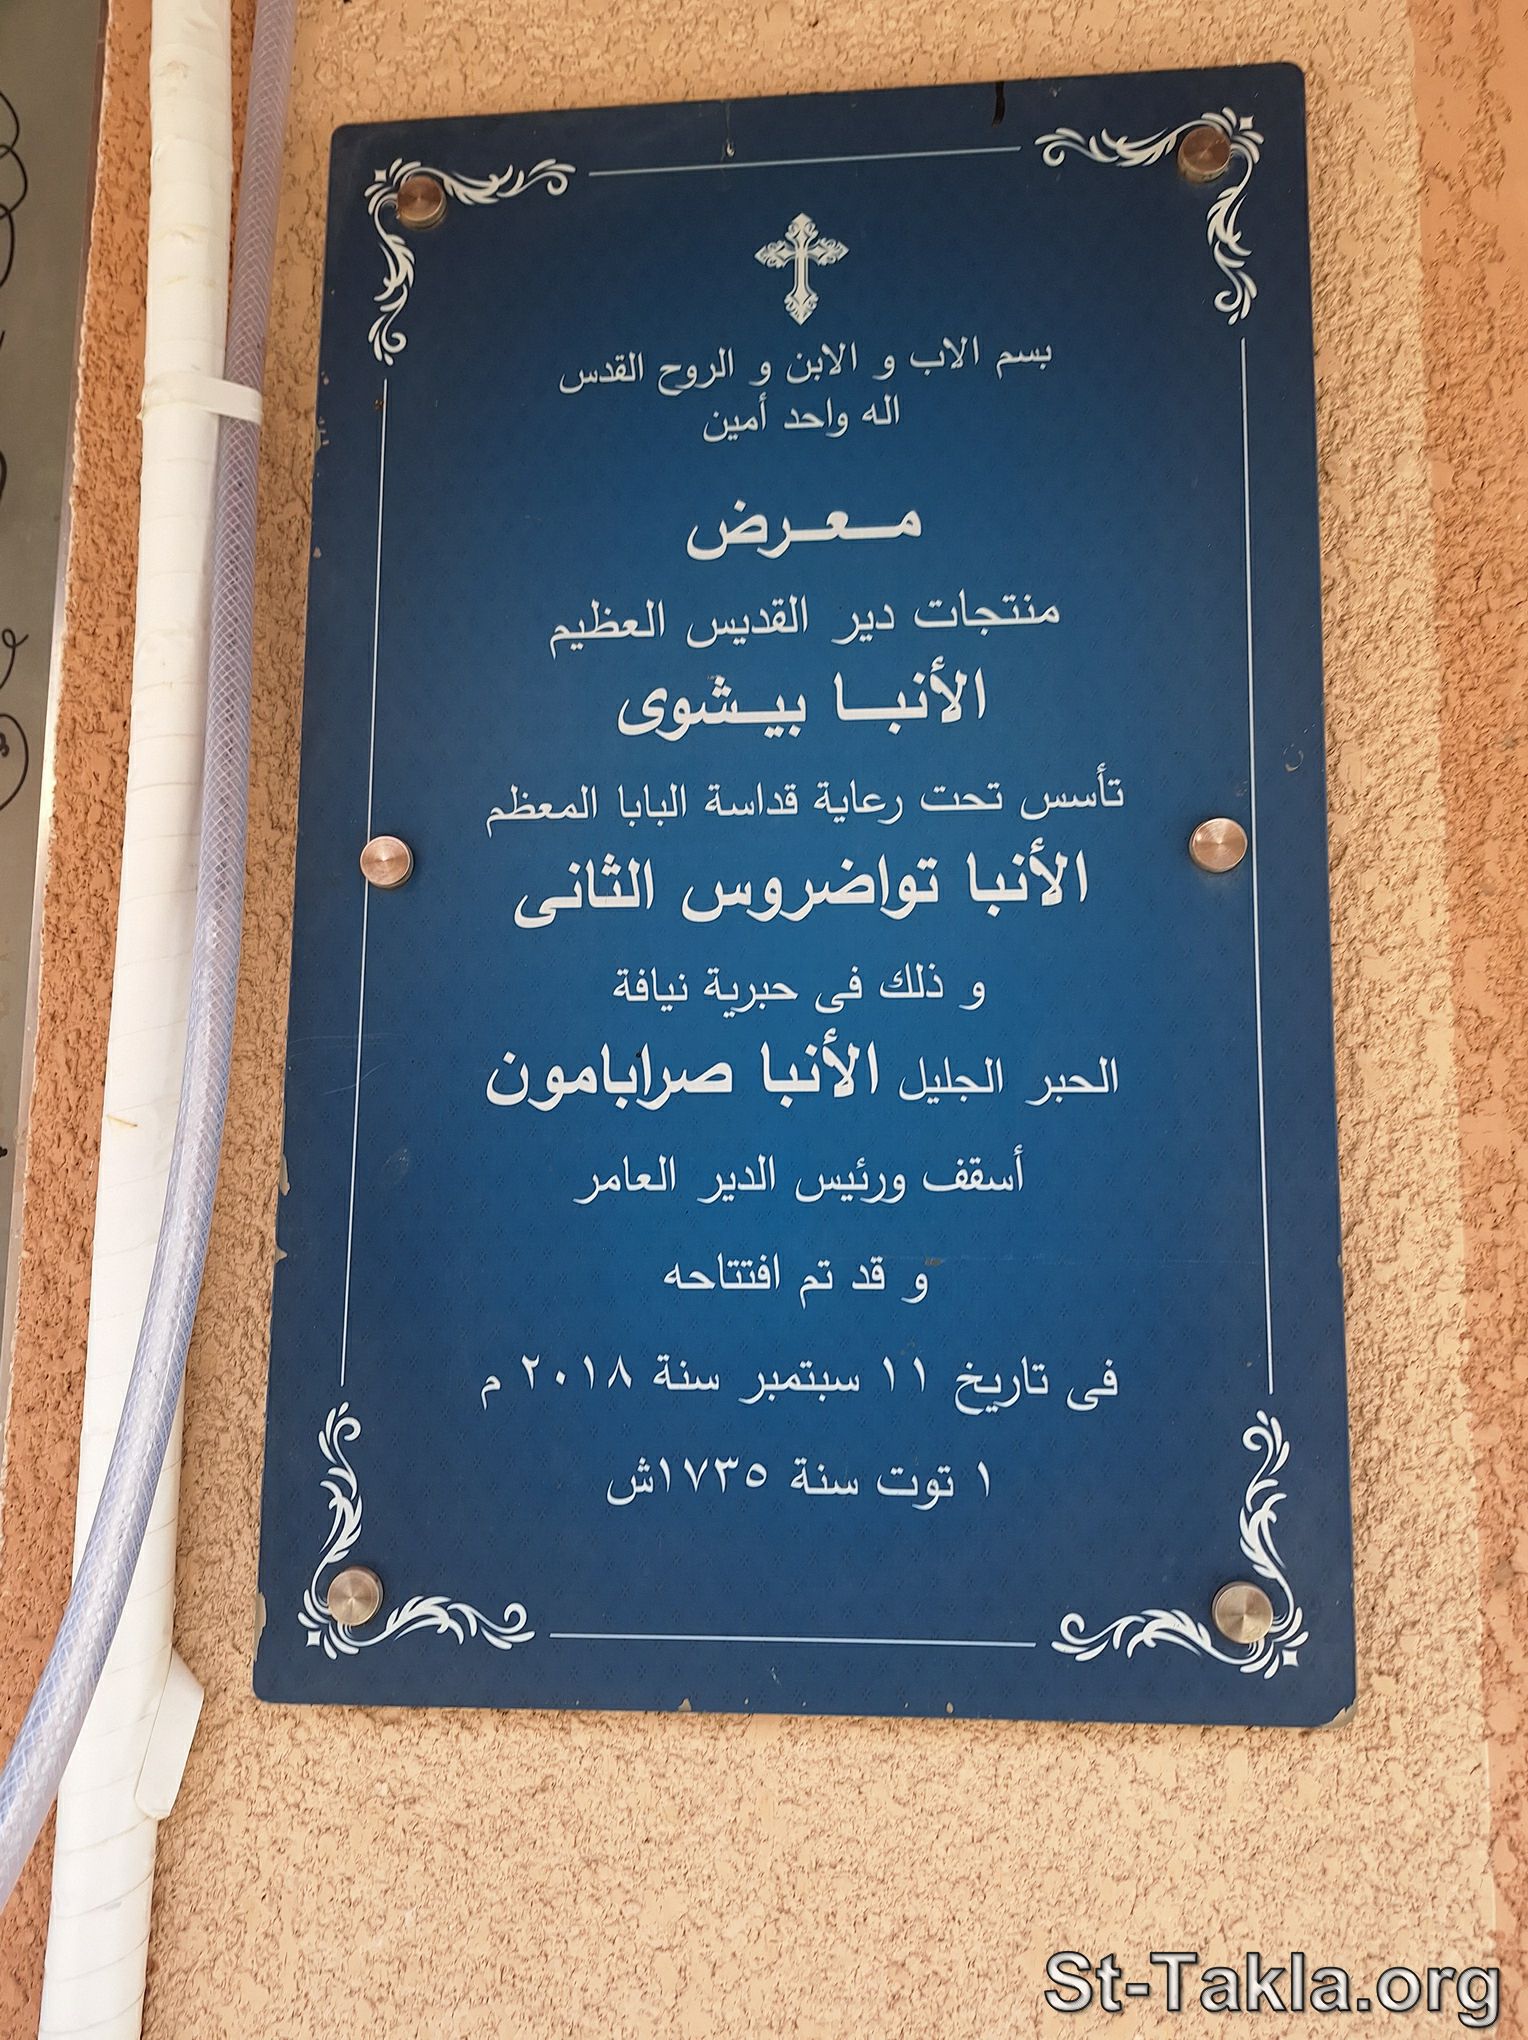 بسم الاب و الابن و الروح القدس
اله واحد أمين
معرض
منتجات دير القديس العظيم
الأنبا بيشوى
تأسس تحت رعاية قداسة البابا المعظم
الأنبا تواضروس الثانى
و ذلك فى حبرية نيافة
الحبر الجليل الأنبا صرابامون
أسقف ورئيس الدير العامر
و قد تم افتتاحه
فى تاريخ ١١ سبتمبر سنة ٢٠١٨ م
١ توت سنة ١٧٣٥ش
St-Takla.org